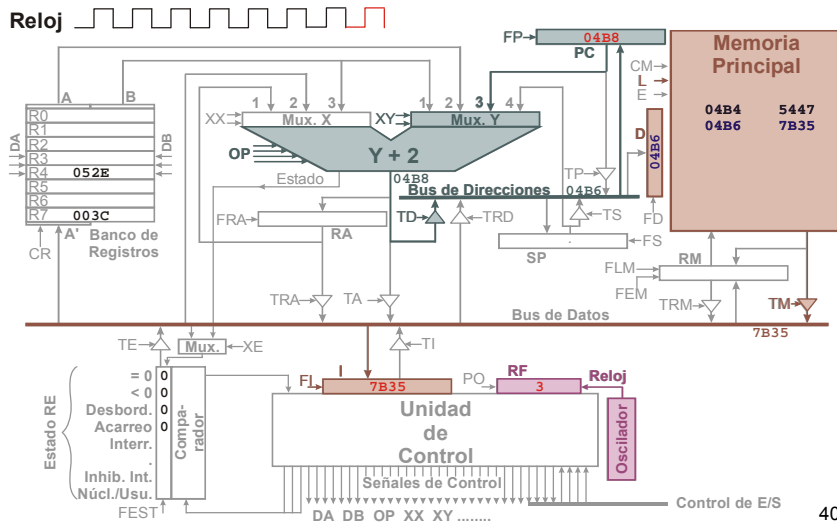 Reloj
FP
04B8
PC
Memoria
Principal
CM
L
E
04B4 5447
04B6 7B35
A B
1 2 3
1 2 3 4
XX
Mux. X
XY
Mux. Y
D
04B6
DA
DB
R0
R1
R2
R3
R4 052E
R5
R6
R7 003C
OP
Y + 2
Estado
04B8
TP
Bus de Direcciones
04B6
FD
A'
Banco de
Registros
CR
FRA
RA
TD
TRD
TS
SP
FS
FLM
RM
FEM
TRA
TA
TRM
TM
Bus de Datos
7B35
TE
Mux.
XE
TI
I
FI
7B35
PO
RF
3
Reloj
Estado RE
= 0 0
< 0 0
Desbord. 0
Acarreo 0
Interr.
.
Inhib. Int.
Núcl./Usu.
FEST
Compa-
rador
Unidad
de
Control
Oscilador
Señales de Control
DA DB OP XX XY ........
Control de E/S
40